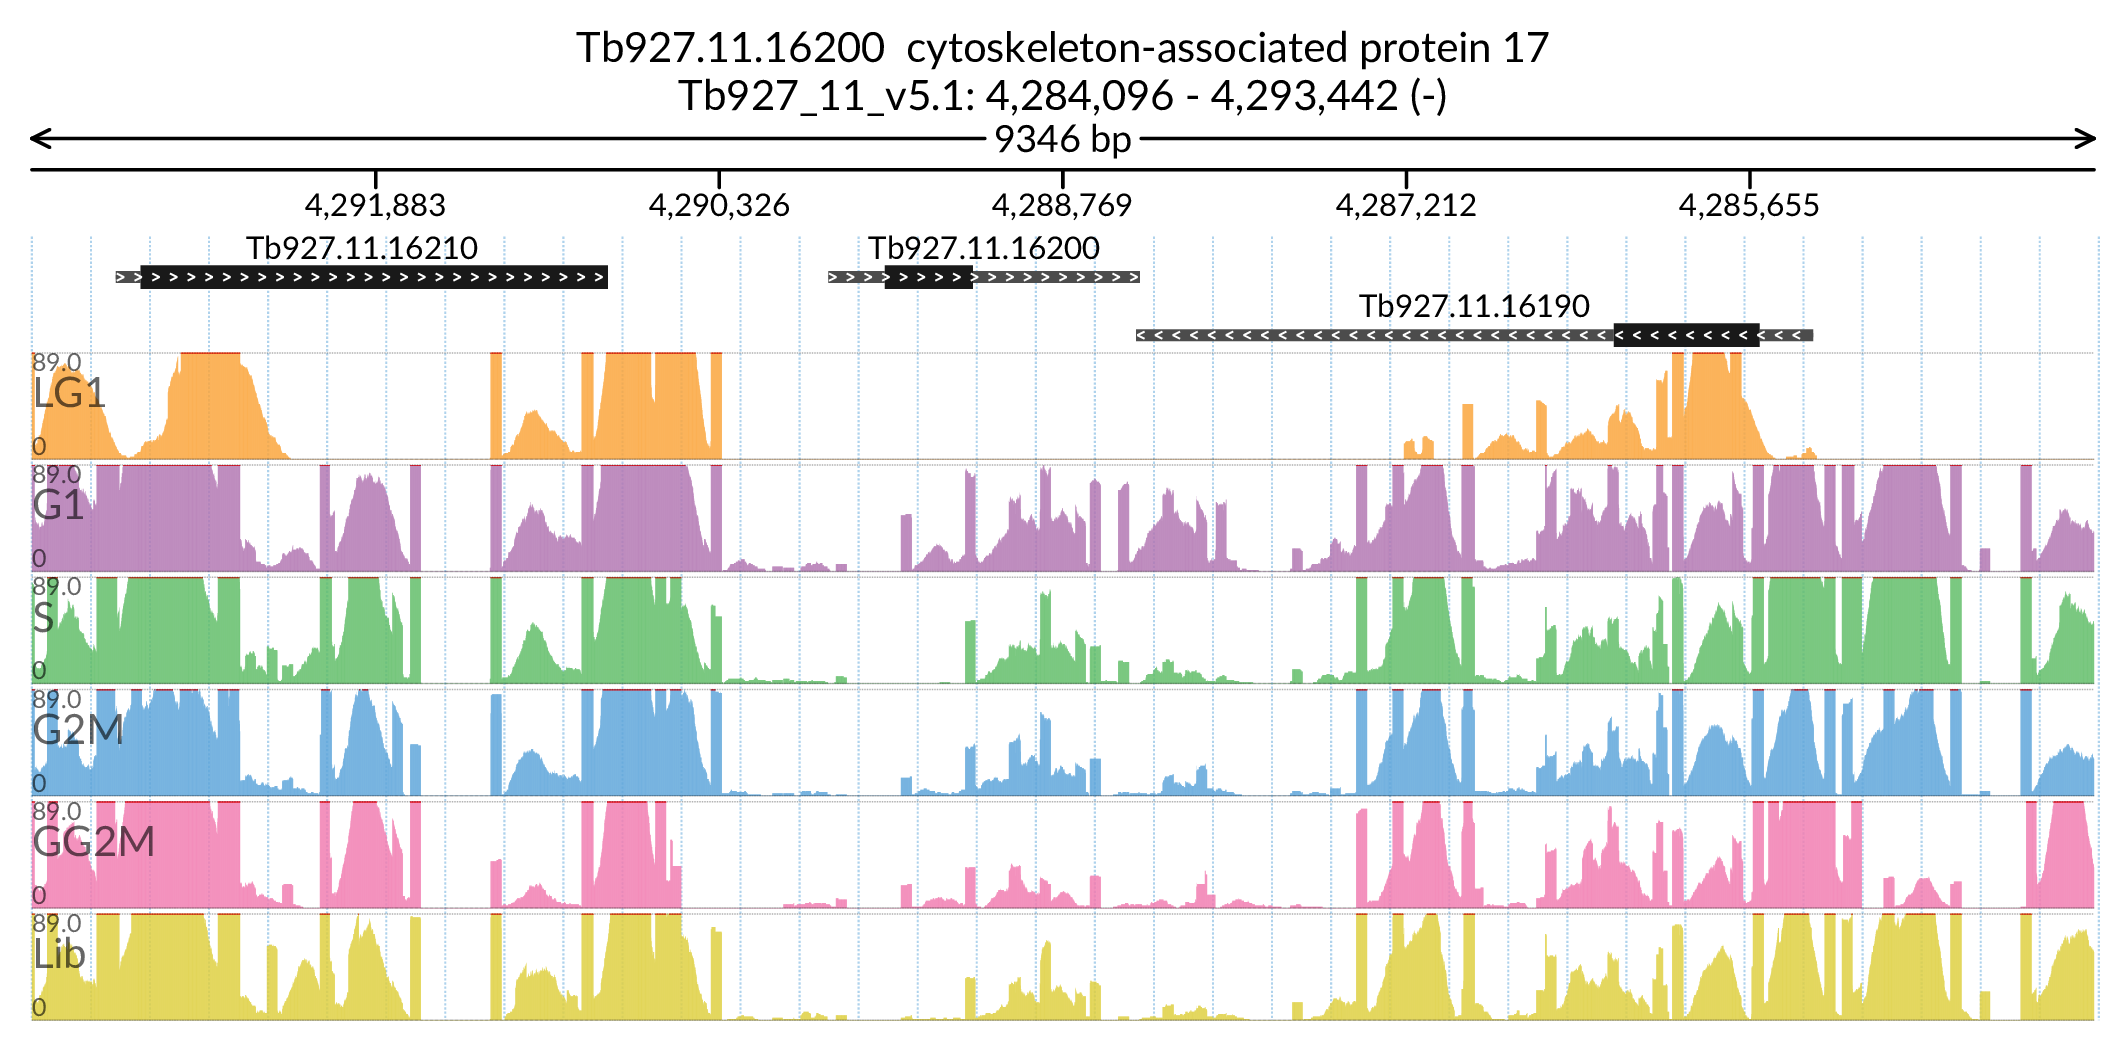 Tb927.11.16200 cytoskeleton-associated protein 17
Tb927_11_v5.1: 4,284,096 - 4,293,442 (-)
9346 bp
4,291,883 4,290,326 4,288,769 4,287,212 4,285,655
Tb927.11.16210 Tb927.11.16200
Tb927.11.16190
89.0
LG1
0
89.0
G1
0
89.0
S
0
89.0
G2M
0
89.0
GG2M
0
89.0
Lib
0